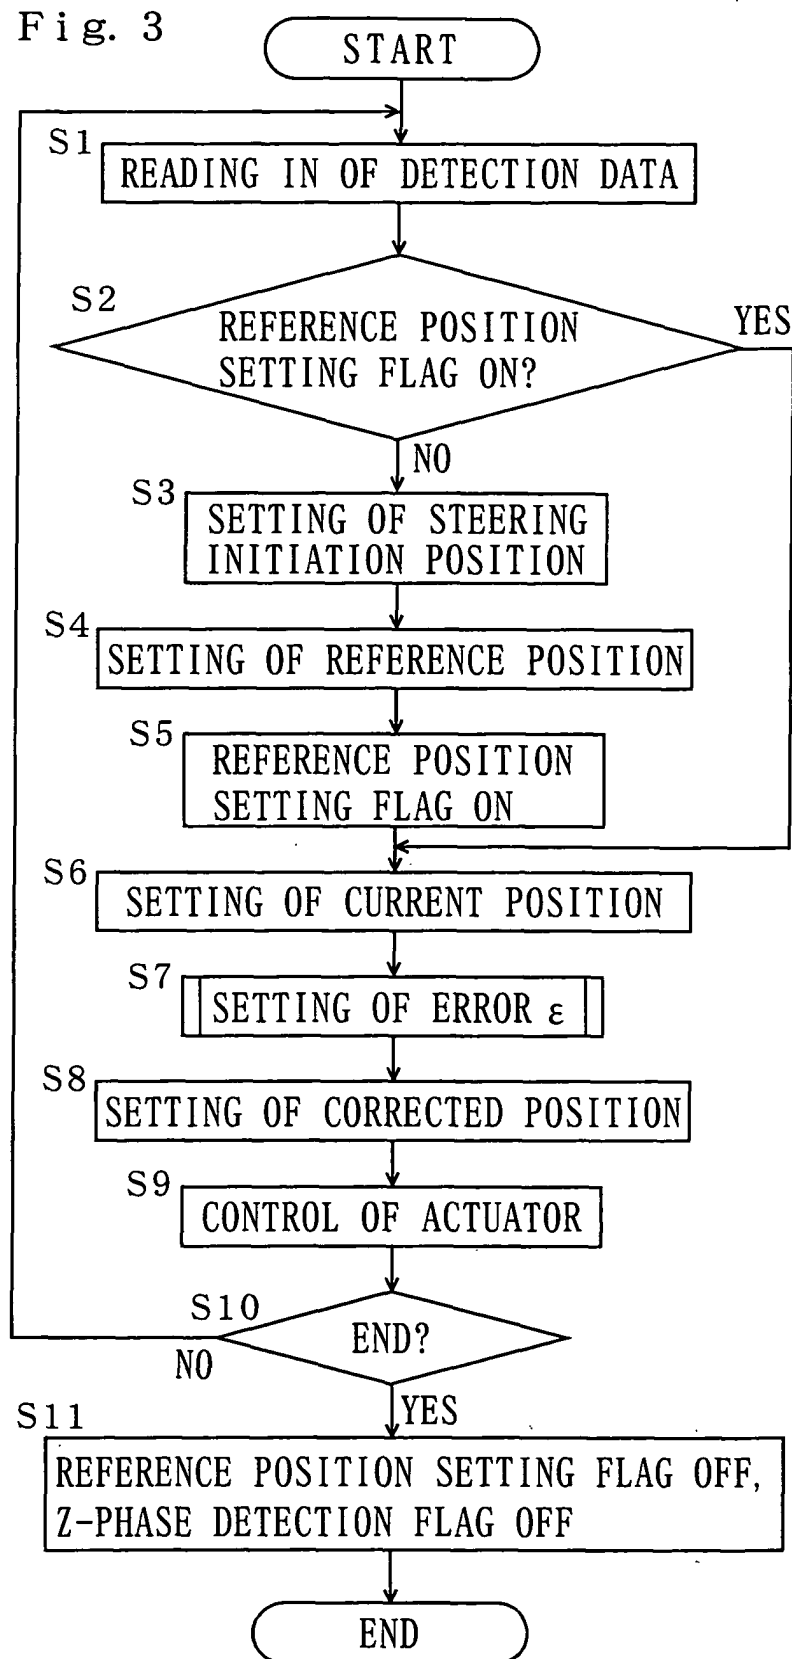 Fig. 3
START
S1
READING IN OF DETECTION DATA
S2
REFERENCE POSITION
SETTING FLAG ON?
YES
NO
S3
SETTING OF STEERING
INITIATION POSITION
S4
SETTING OF REFERENCE POSITION
S5
REFERENCE POSITION
SETTING FLAG ON
S6
SETTING OF CURRENT POSITION
S7
SETTING OF ERROR ε
S8
SETTING OF CORRECTED POSITION
S9
CONTROL OF ACTUATOR
S10
END?
NO
YES
S11
REFERENCE POSITION SETTING FLAG OFF,
Z-PHASE DETECTION FLAG OFF
END